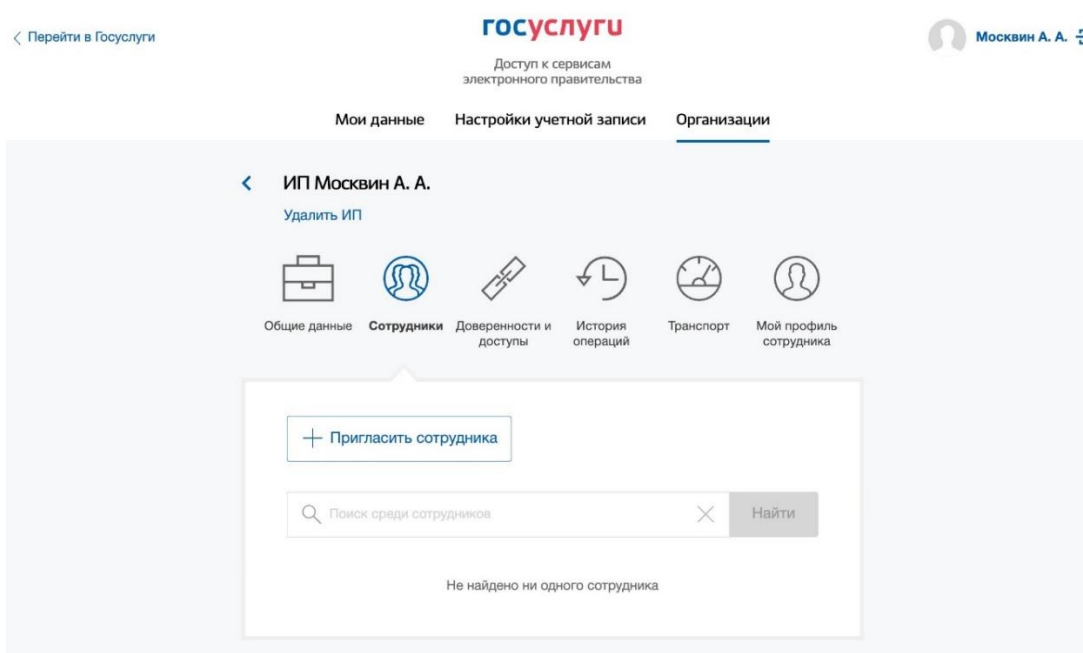 Перейти в Госуслуги
госуслуги
Москвин А. А.
Доступ к сервисам
электронного правительства
Мои данные Настройки учетной записи Организации
ИП Москвин А. А.
Удалить ИП
Общие данные
Сотрудники
Доверенности и
доступы
История
операций
Транспорт
Мой профиль
сотрудника
Пригласить сотрудника
Поиск среди сотрудников
Найти
Не найдено ни одного сотрудника